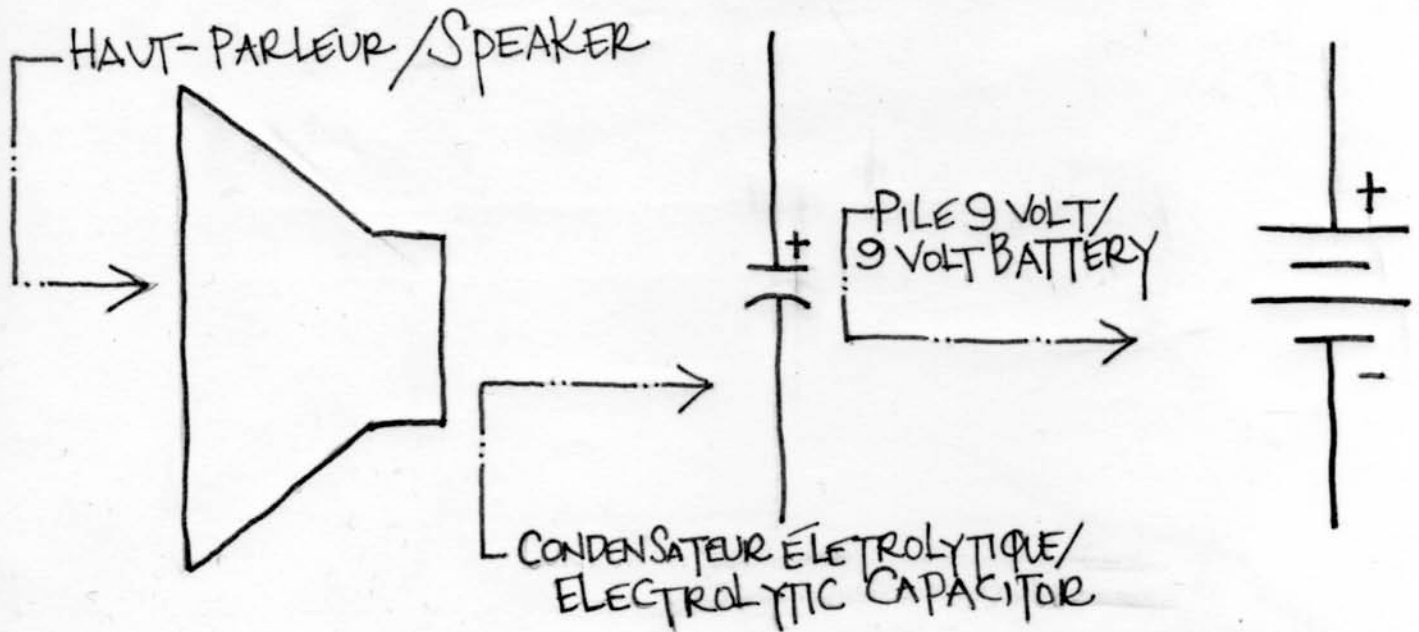 HAUT-PARLEUR/SPEAKER
+
PILE 9 VOLT/
9 VOLT BATTERY
+
-
CONDENSATEUR ÉLETROLYTIQUE/
ELECTROLYTIC CAPACITOR